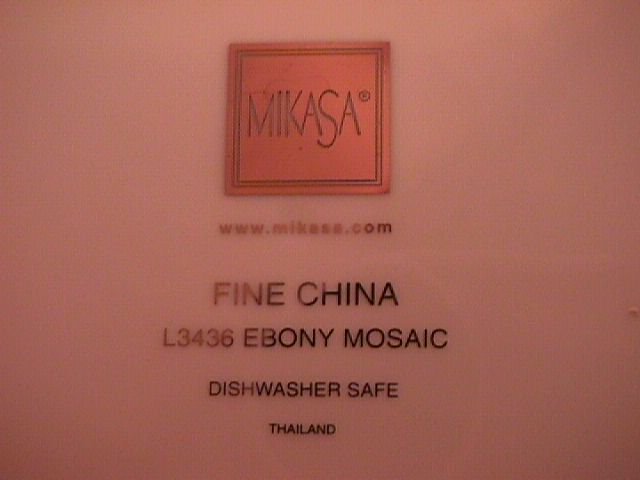 MIKASA®
www.mikasa.com
FINE CHINA
L3436 EBONY MOSAIC
DISHWASHER SAFE
THAILAND